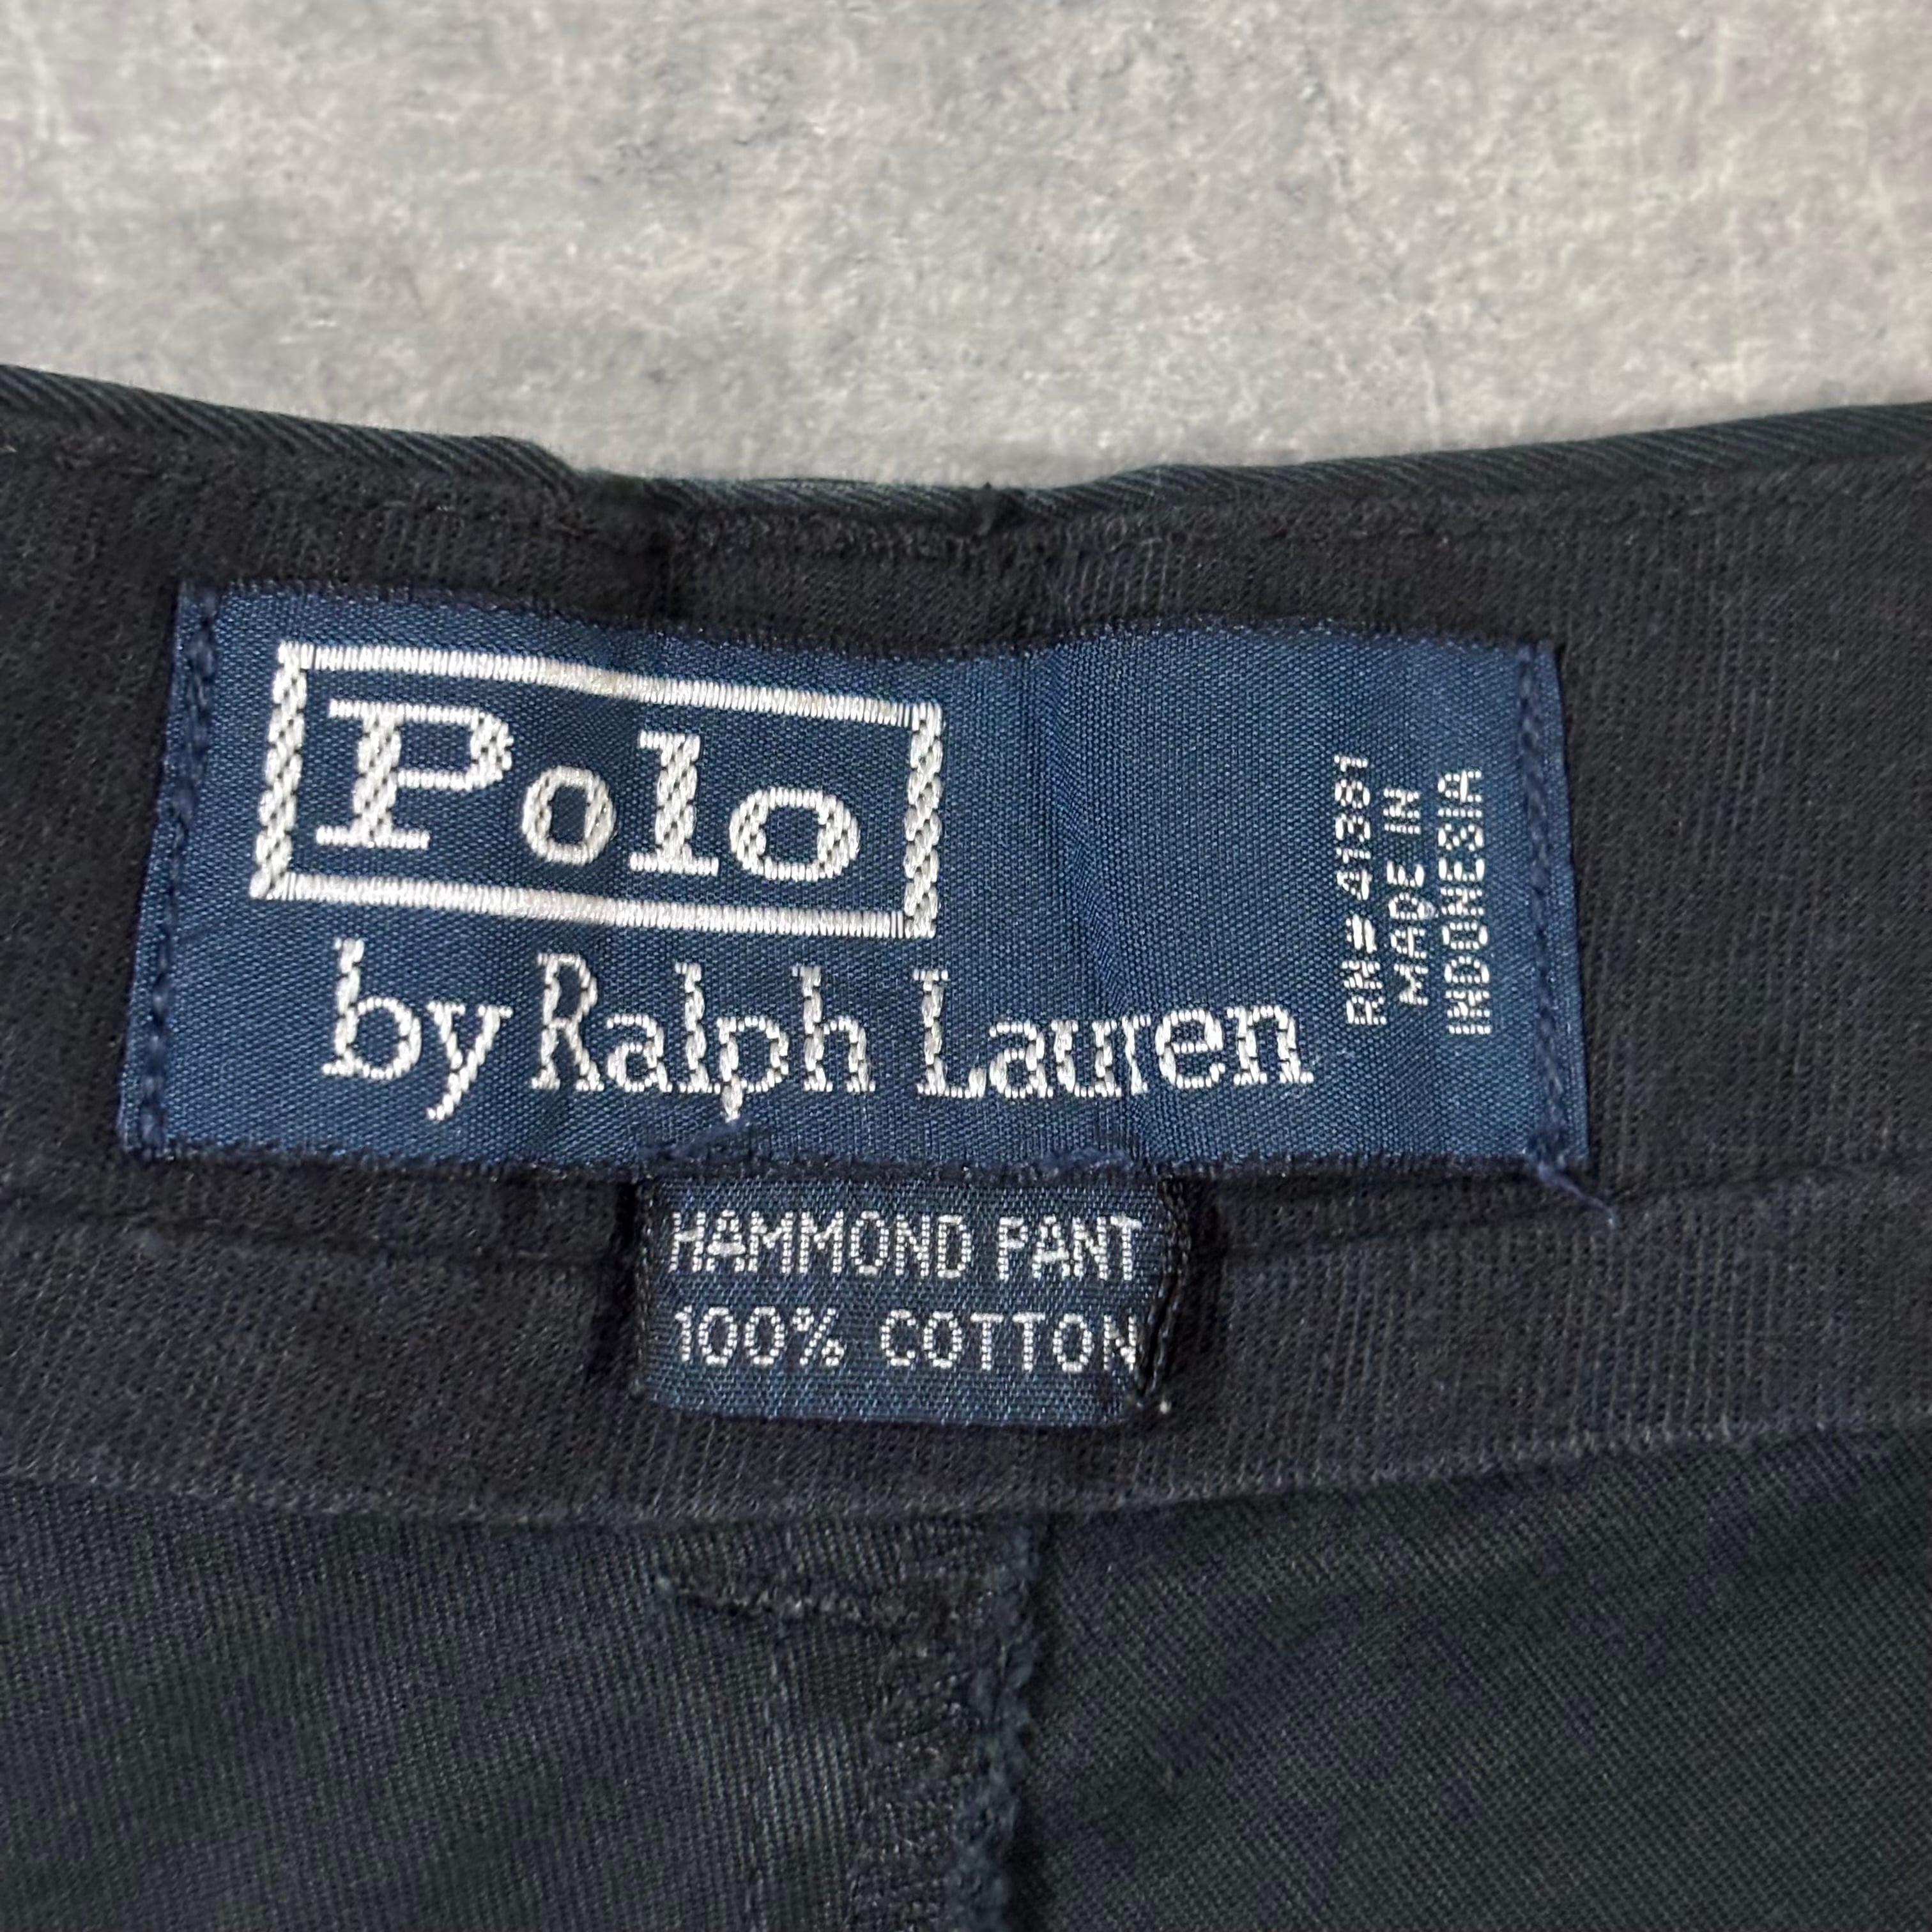 Polo
by Ralph Lauren
RN#41381
MADE IN
INDONESIA
HAMMOND PANT
100% COTTON